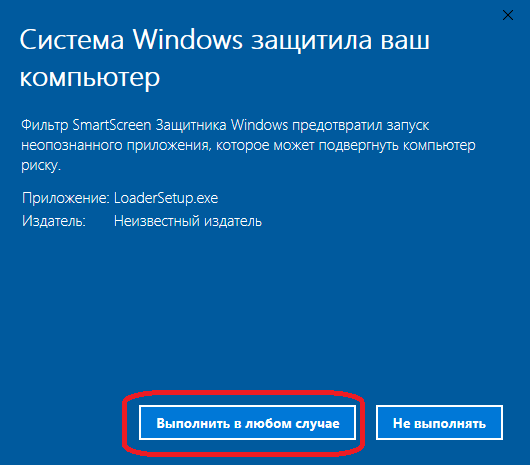 Система Windows защитила ваш
компьютер
Фильтр SmartScreen Защитника Windows предотвратил запуск
неопознанного приложения, которое может подвергнуть компьютер
риску.
Приложение: LoaderSetup.exe
Издатель: Неизвестный издатель
Выполнить в любом случае
Не выполнять